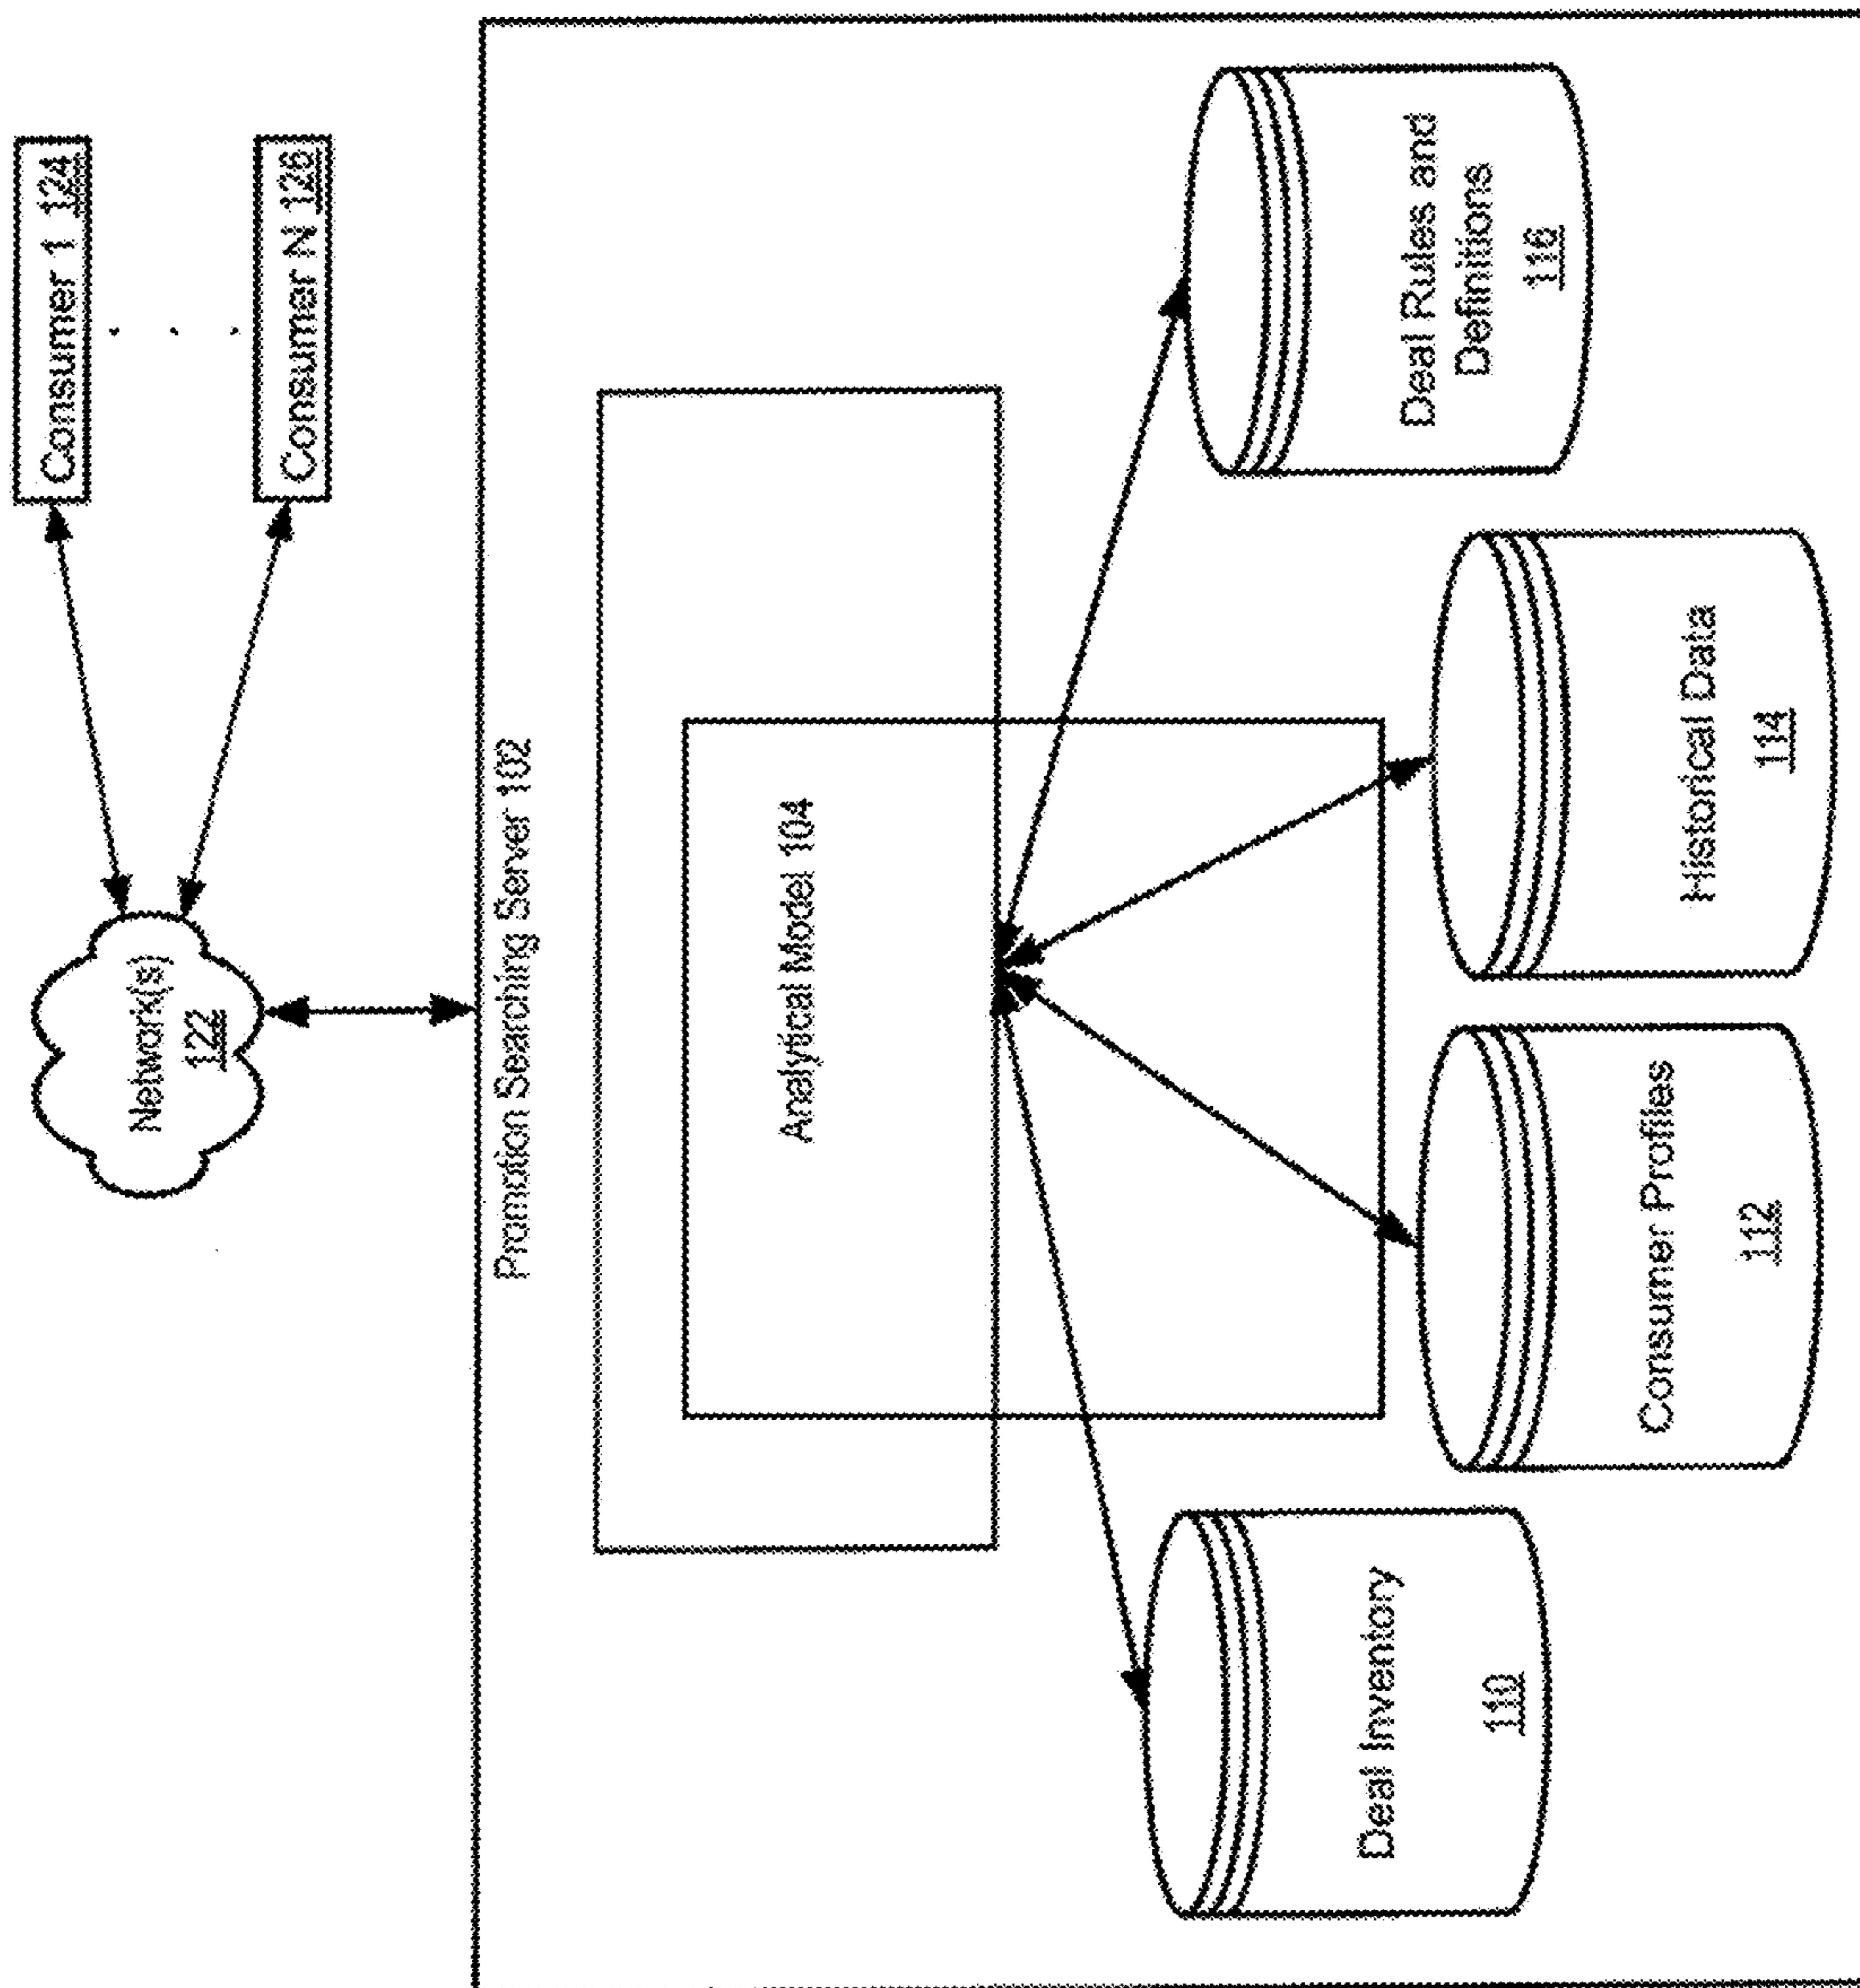 Consumer 1 124
Consumer N 126
Network(s)
122
Promotion Searching Server 102
Analytical Model 104
Deal Inventory
110
Consumer Profiles
112
Historical Data
114
Deal Rules and
Definitions
116